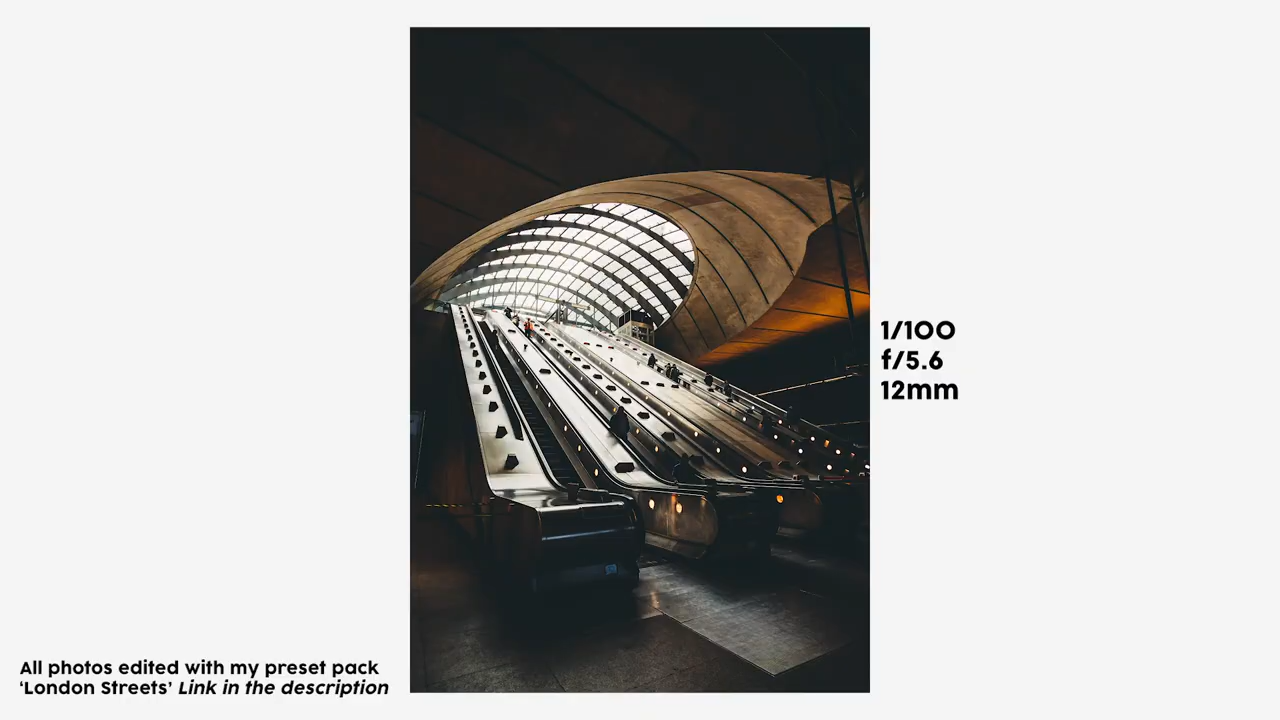 1/100
f/5.6
12mm
All photos edited with my preset pack
‘London Streets’ Link in the description